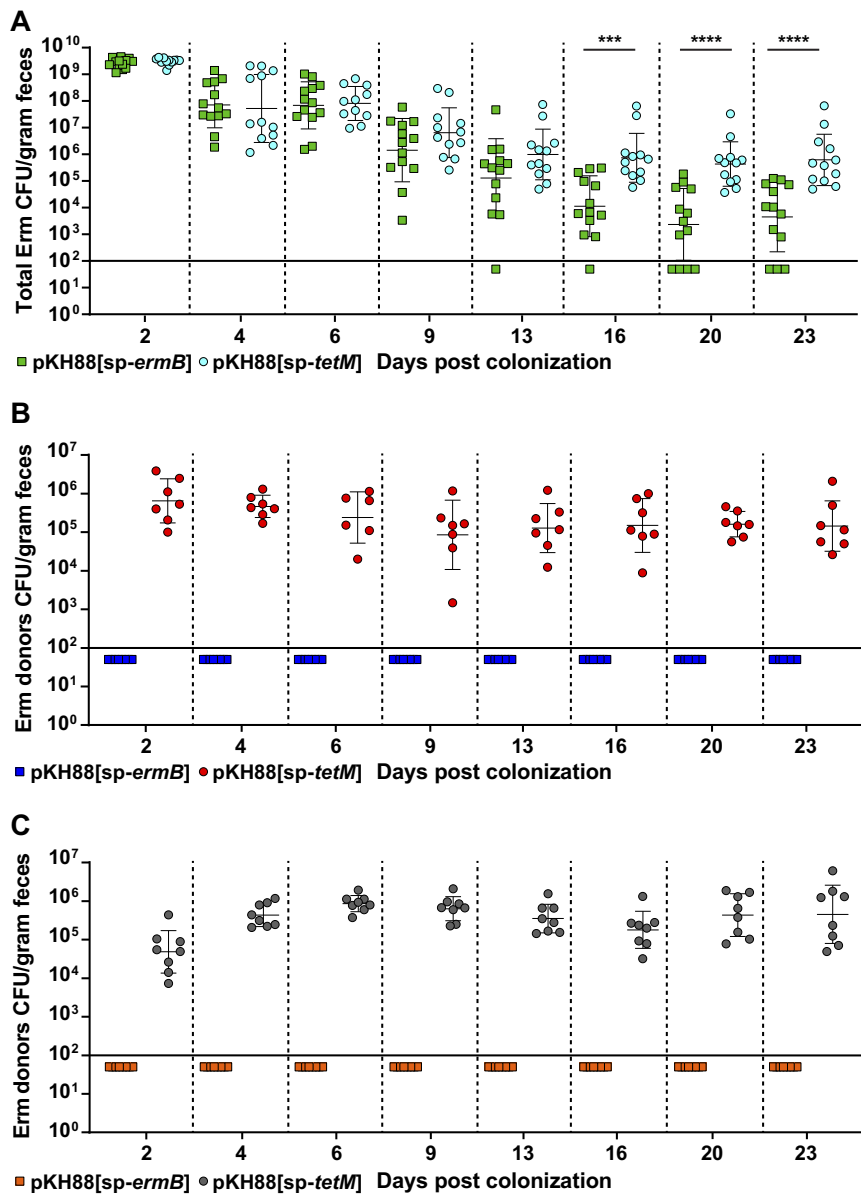 A
Total Erm CFU/gram feces
10^10
10^9
10^8
10^7
10^6
10^5
10^4
10^3
10^2
10^1
10^0
*** **** ****
2 4 6 9 13 16 20 23
pKH88[sp-ermB] pKH88[sp-tetM] Days post colonization
B
Erm donors CFU/gram feces
10^7
10^6
10^5
10^4
10^3
10^2
10^1
10^0
2 4 6 9 13 16 20 23
pKH88[sp-ermB] pKH88[sp-tetM] Days post colonization
C
Erm donors CFU/gram feces
10^7
10^6
10^5
10^4
10^3
10^2
10^1
10^0
2 4 6 9 13 16 20 23
pKH88[sp-ermB] pKH88[sp-tetM] Days post colonization